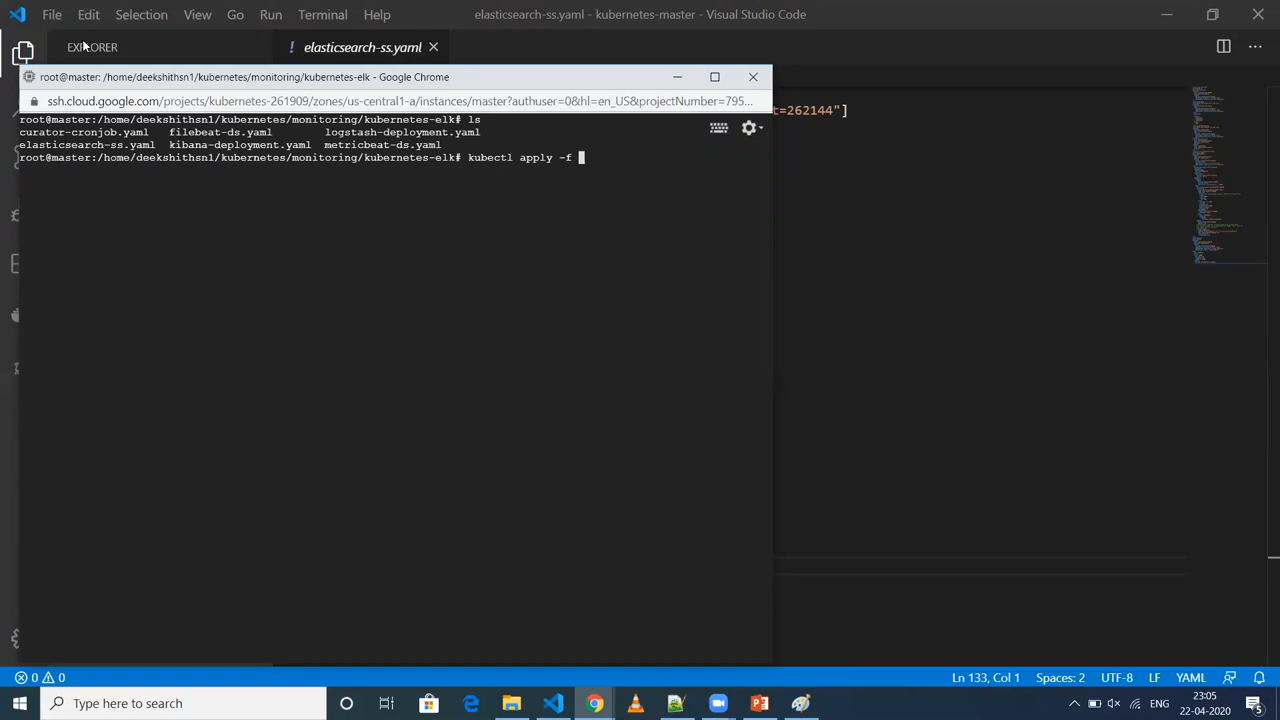 File Edit Selection View Go Run Terminal Help elasticsearch-ss.yaml - kubernetes-master - Visual Studio Code
EXPLORER ! elasticsearch-ss.yaml
root@master: /home/deekshithsn1/kubernetes/monitoring/kubernetes-elk - Google Chrome
ssh.cloud.google.com/projects/kubernetes-261909/zones/us-central1-a/instances/master?authuser=0&hl=en_US&projectNumber=795...
t=262144"]
root@master:/home/deekshithsn1/kubernetes/monitoring/kubernetes-elk# ls
curator-cronjob.yaml filebeat-ds.yaml logstash-deployment.yaml
elasticsearch-ss.yaml kibana-deployment.yaml metricbeat-ds.yaml
root@master:/home/deekshithsn1/kubernetes/monitoring/kubernetes-elk# kubectl apply -f
0 0 Ln 133, Col 1 Spaces: 2 UTF-8 LF YAML
Type here to search
ENG 23:05
22-04-2020 5